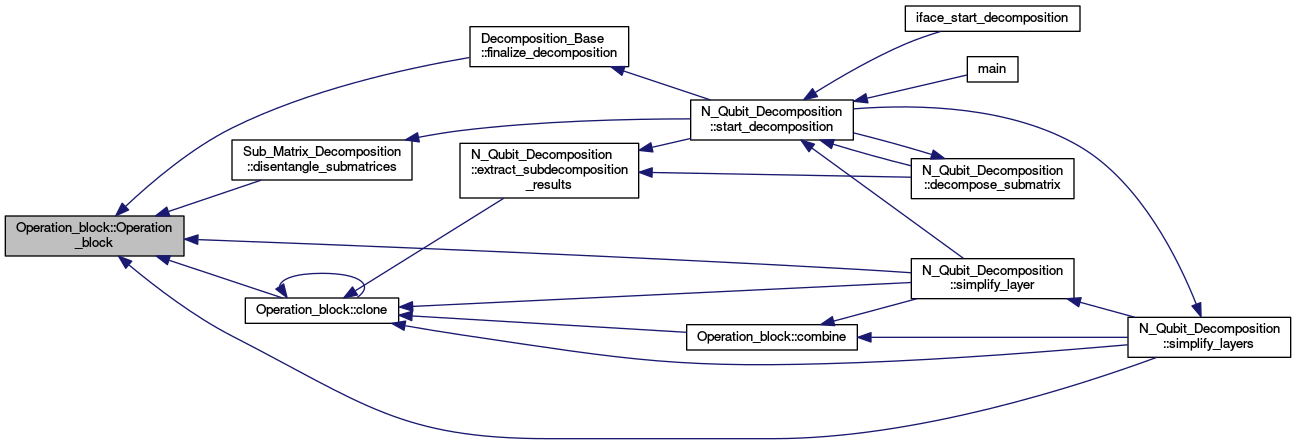 iface_start_decomposition
Decomposition_Base
::finalize_decomposition
main
N_Qubit_Decomposition
::start_decomposition
Sub_Matrix_Decomposition
::disentangle_submatrices
N_Qubit_Decomposition
::extract_subdecomposition
_results
N_Qubit_Decomposition
::decompose_submatrix
Operation_block::Operation
_block
N_Qubit_Decomposition
::simplify_layer
Operation_block::clone
Operation_block::combine
N_Qubit_Decomposition
::simplify_layers